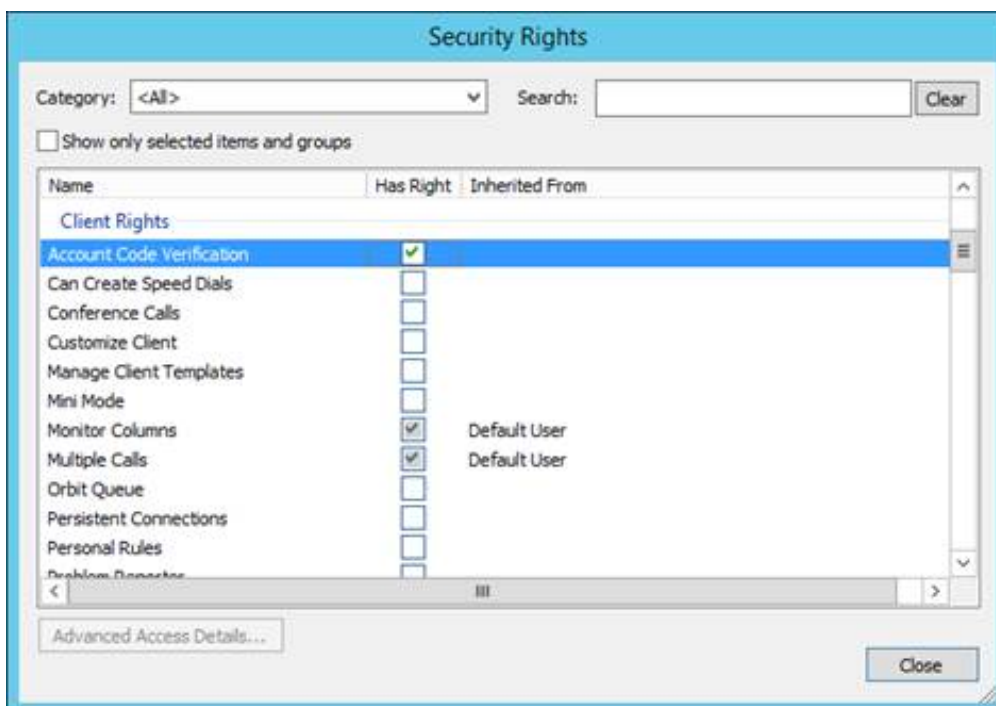 Security Rights
Category: <All> Search: Clear
Show only selected items and groups
Name Has Right Inherited From
Client Rights
Account Code Verification
Can Create Speed Dials
Conference Calls
Customize Client
Manage Client Templates
Mini Mode
Monitor Columns Default User
Multiple Calls Default User
Orbit Queue
Persistent Connections
Personal Rules
Problem Reporter
Advanced Access Details...
Close